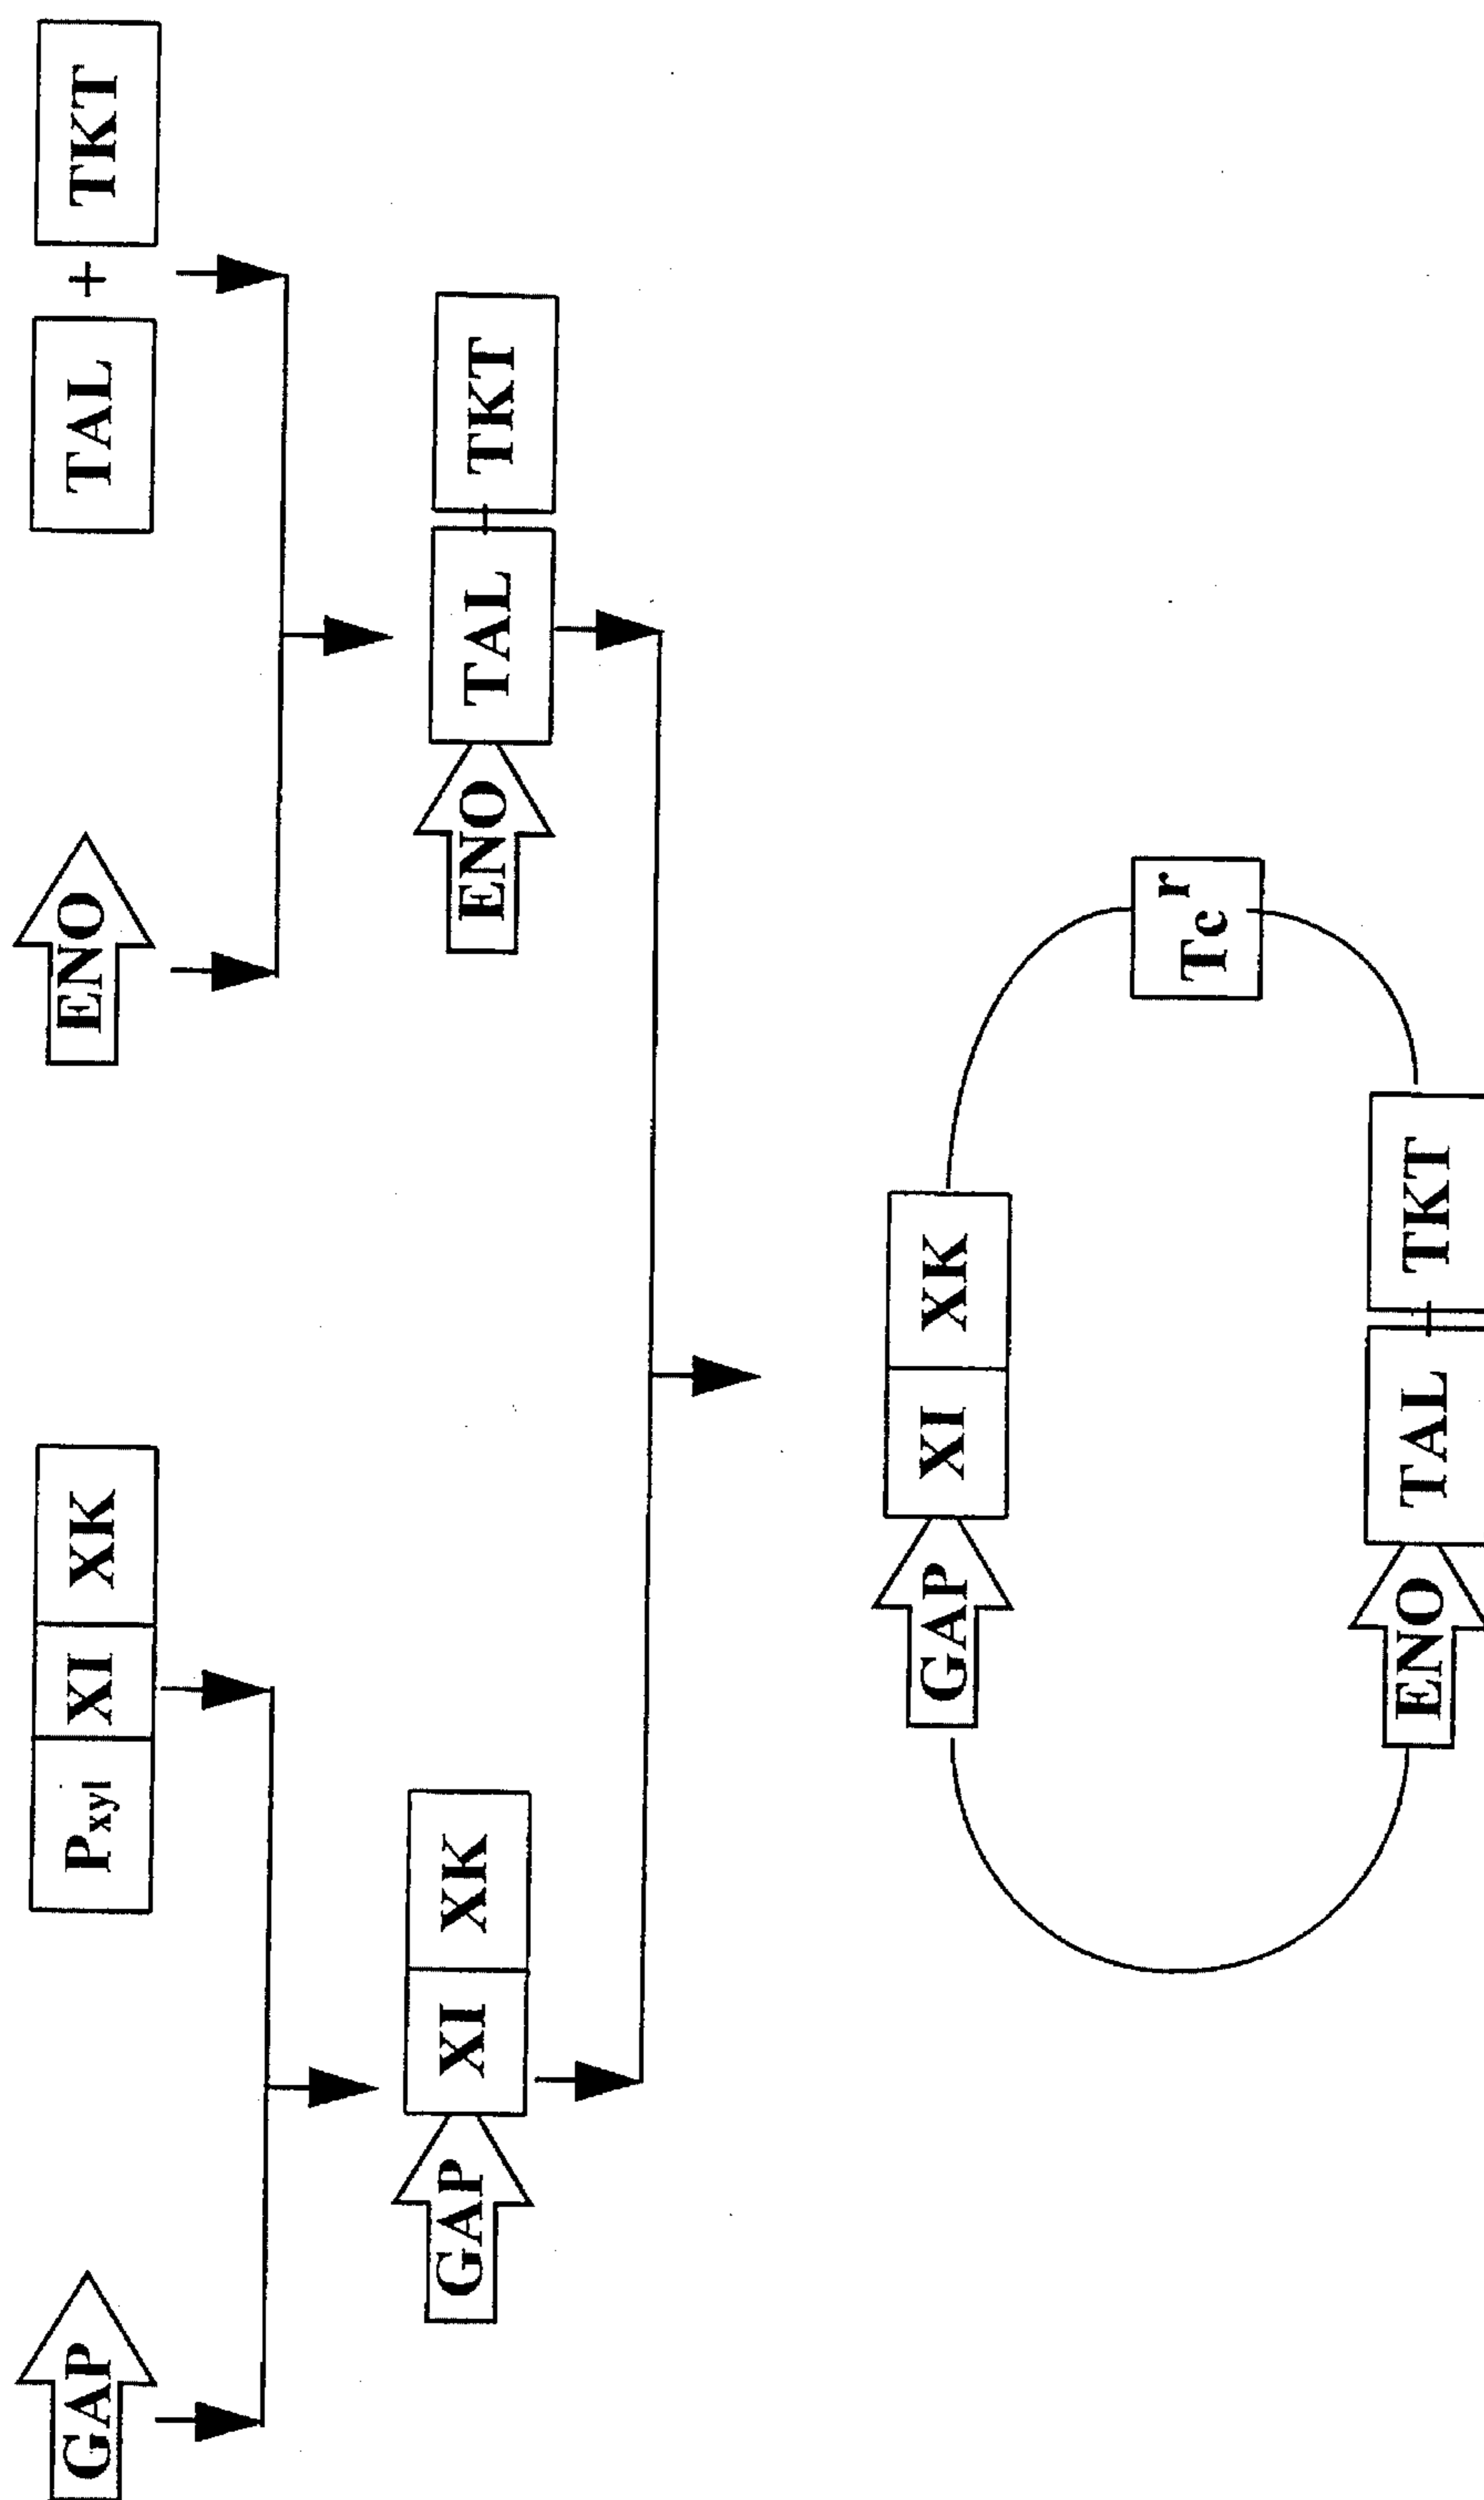 GAP
Pxyl XI XK
ENO
TAL + TKT
GAP XI XK
ENO TAL TKT
GAP XI XK
Tc r
ENO TAL TKT